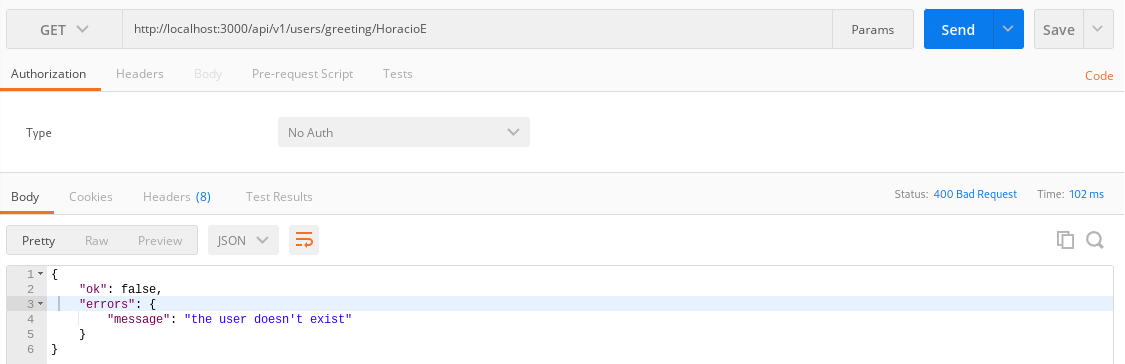 GET http://localhost:3000/api/v1/users/greeting/HoracioE Params Send Save
Authorization Headers Body Pre-request Script Tests Code
Type No Auth
Body Cookies Headers (8) Test Results Status: 400 Bad Request Time: 102 ms
Pretty Raw Preview JSON
1 {
2 "ok": false,
3 "errors": {
4 "message": "the user doesn't exist"
5 }
6 }